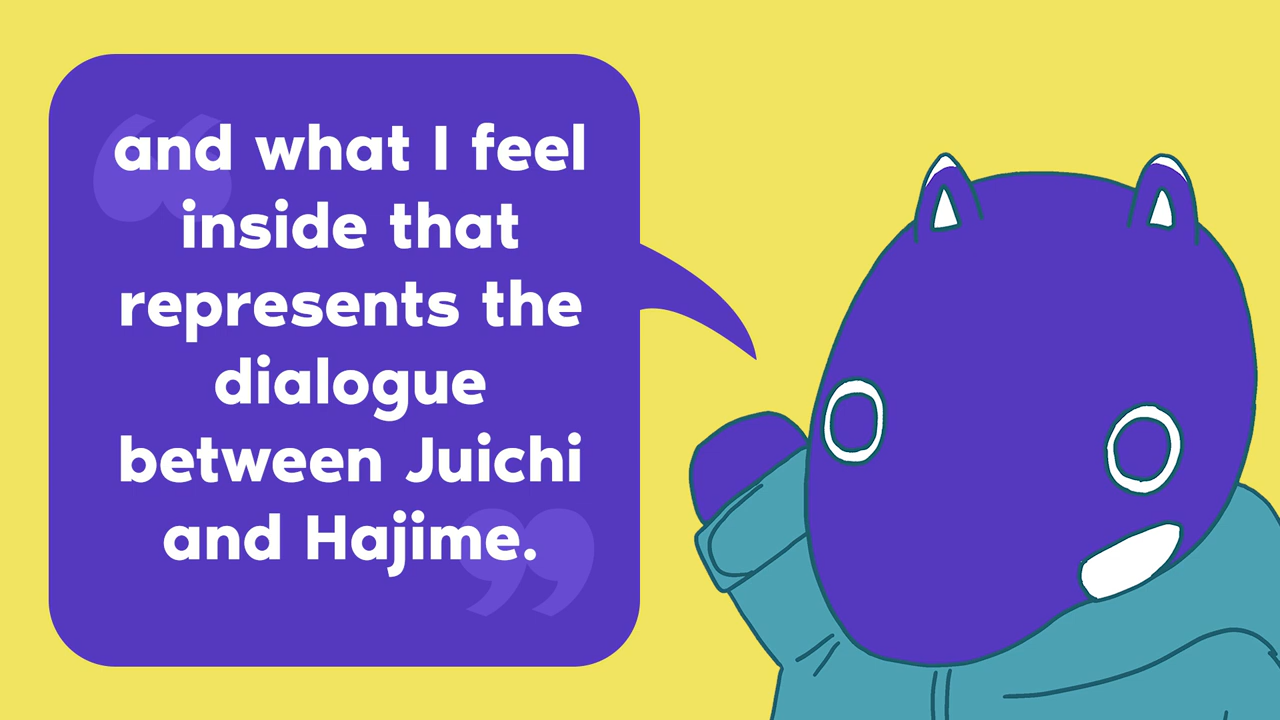 and what I feel
inside that
represents the
dialogue
between Juichi
and Hajime.